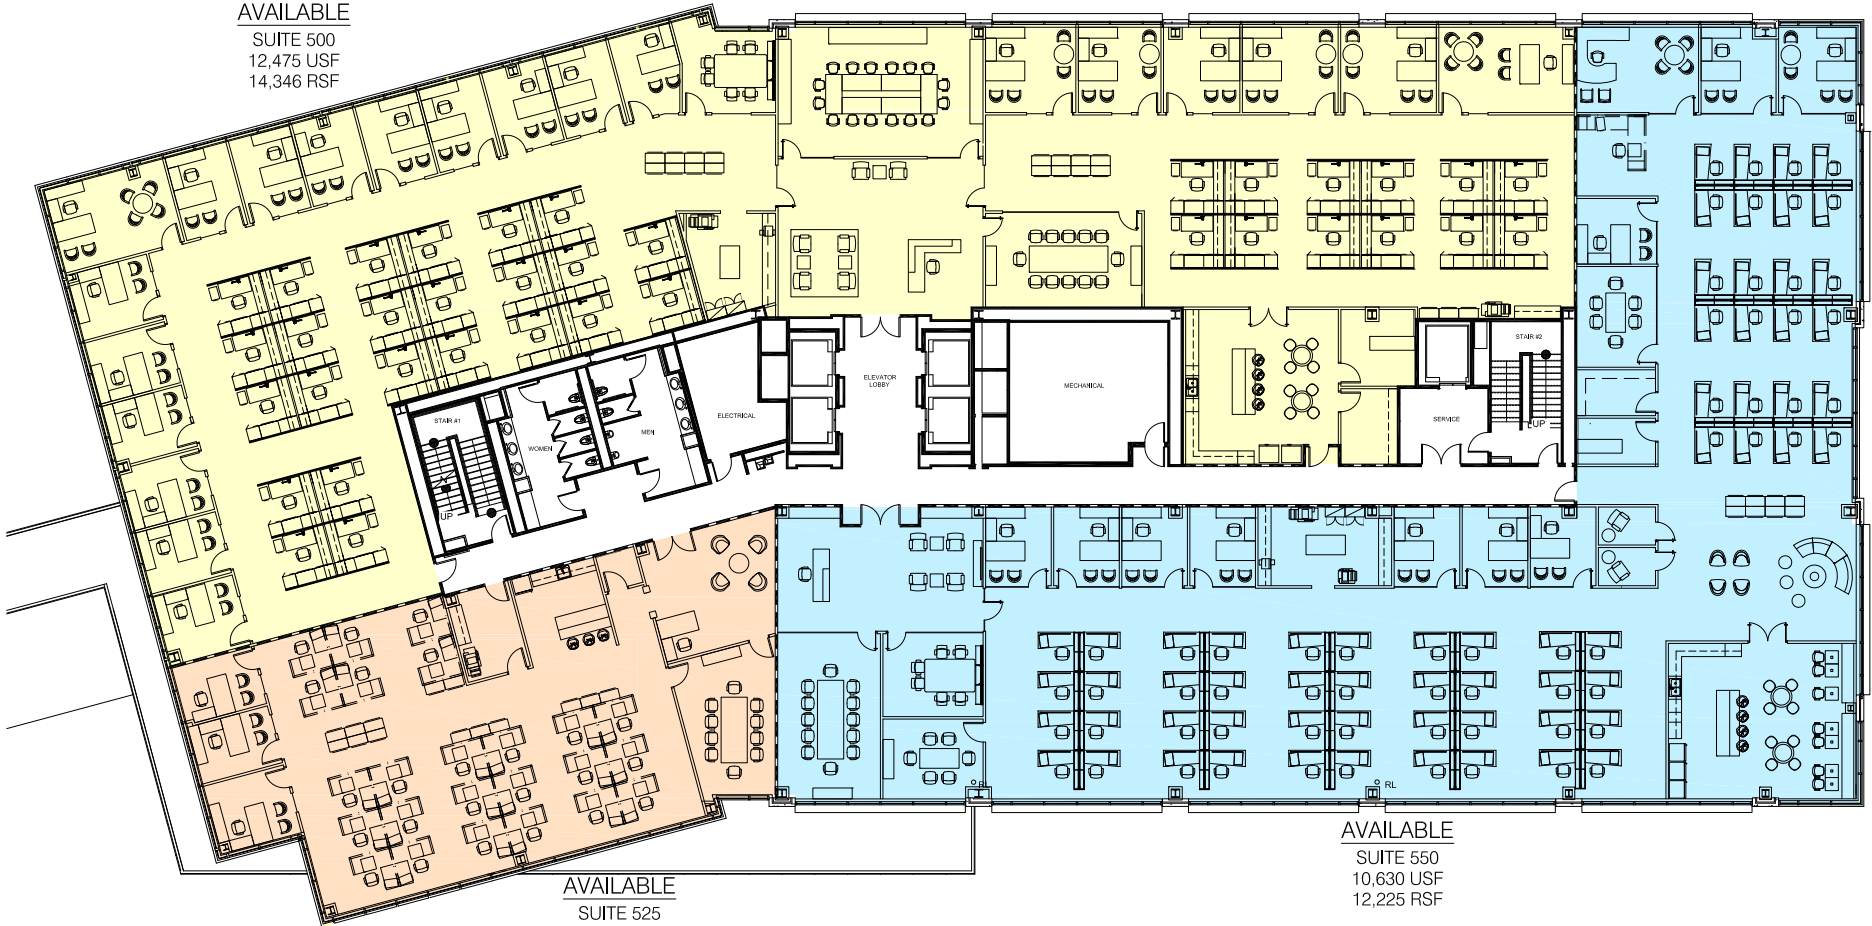 AVAILABLE
SUITE 500
12,475 USF
14,346 RSF
STAIR #1
UP
WOMEN
MEN
ELECTRICAL
ELEVATOR
LOBBY
MECHANICAL
SERVICE
STAIR #2
UP
RL
RL
AVAILABLE
SUITE 525
AVAILABLE
SUITE 550
10,630 USF
12,225 RSF